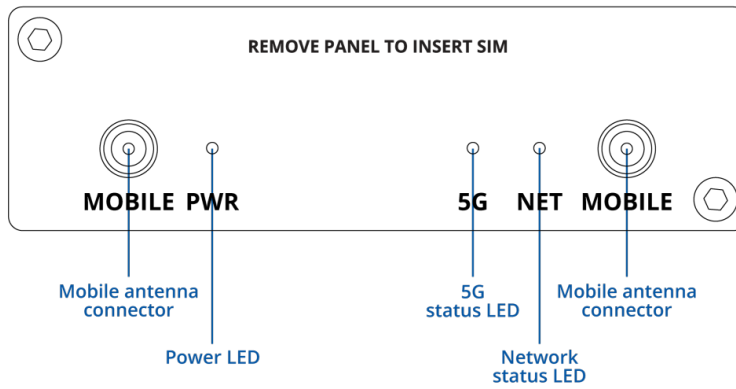 REMOVE PANEL TO INSERT SIM
MOBILE PWR 5G NET MOBILE
Mobile antenna
connector
5G
status LED
Mobile antenna
connector
Power LED
Network
status LED